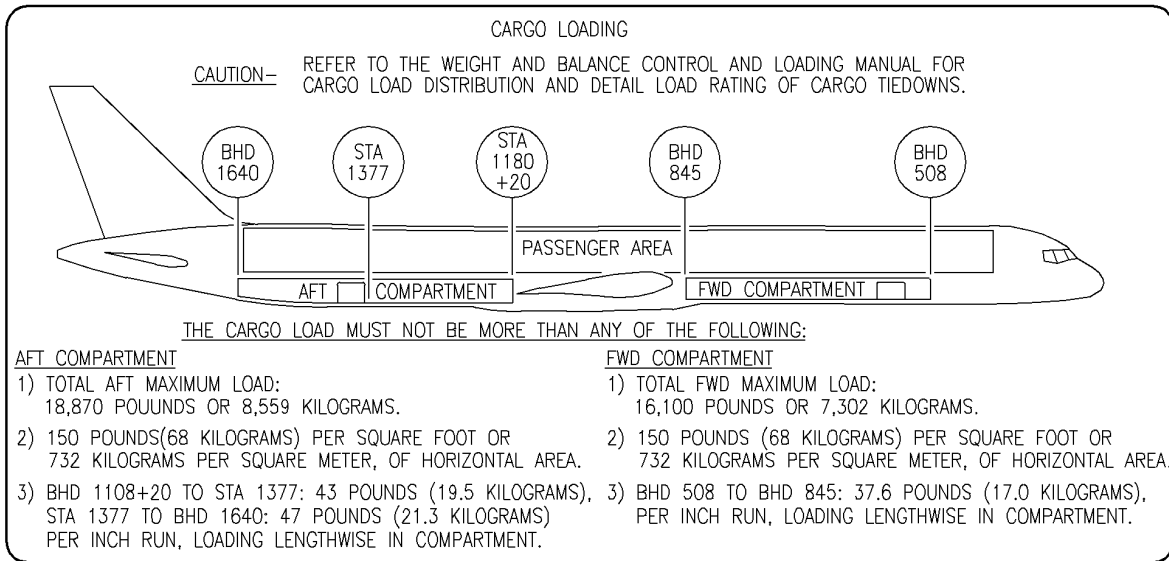 CARGO LOADING
CAUTION- REFER TO THE WEIGHT AND BALANCE CONTROL AND LOADING MANUAL FOR
CARGO LOAD DISTRIBUTION AND DETAIL LOAD RATING OF CARGO TIEDOWNS.
BHD
1640
STA
1377
STA
1180
+20
BHD
845
BHD
508
PASSENGER AREA
AFT COMPARTMENT
FWD COMPARTMENT
THE CARGO LOAD MUST NOT BE MORE THAN ANY OF THE FOLLOWING:
AFT COMPARTMENT
1) TOTAL AFT MAXIMUM LOAD:
18,870 POUUNDS OR 8,559 KILOGRAMS.
2) 150 POUNDS(68 KILOGRAMS) PER SQUARE FOOT OR
732 KILOGRAMS PER SQUARE METER, OF HORIZONTAL AREA.
3) BHD 1108+20 TO STA 1377: 43 POUNDS (19.5 KILOGRAMS),
STA 1377 TO BHD 1640: 47 POUNDS (21.3 KILOGRAMS)
PER INCH RUN, LOADING LENGTHWISE IN COMPARTMENT.
FWD COMPARTMENT
1) TOTAL FWD MAXIMUM LOAD:
16,100 POUNDS OR 7,302 KILOGRAMS.
2) 150 POUNDS (68 KILOGRAMS) PER SQUARE FOOT OR
732 KILOGRAMS PER SQUARE METER, OF HORIZONTAL AREA.
3) BHD 508 TO BHD 845: 37.6 POUNDS (17.0 KILOGRAMS),
PER INCH RUN, LOADING LENGTHWISE IN COMPARTMENT.